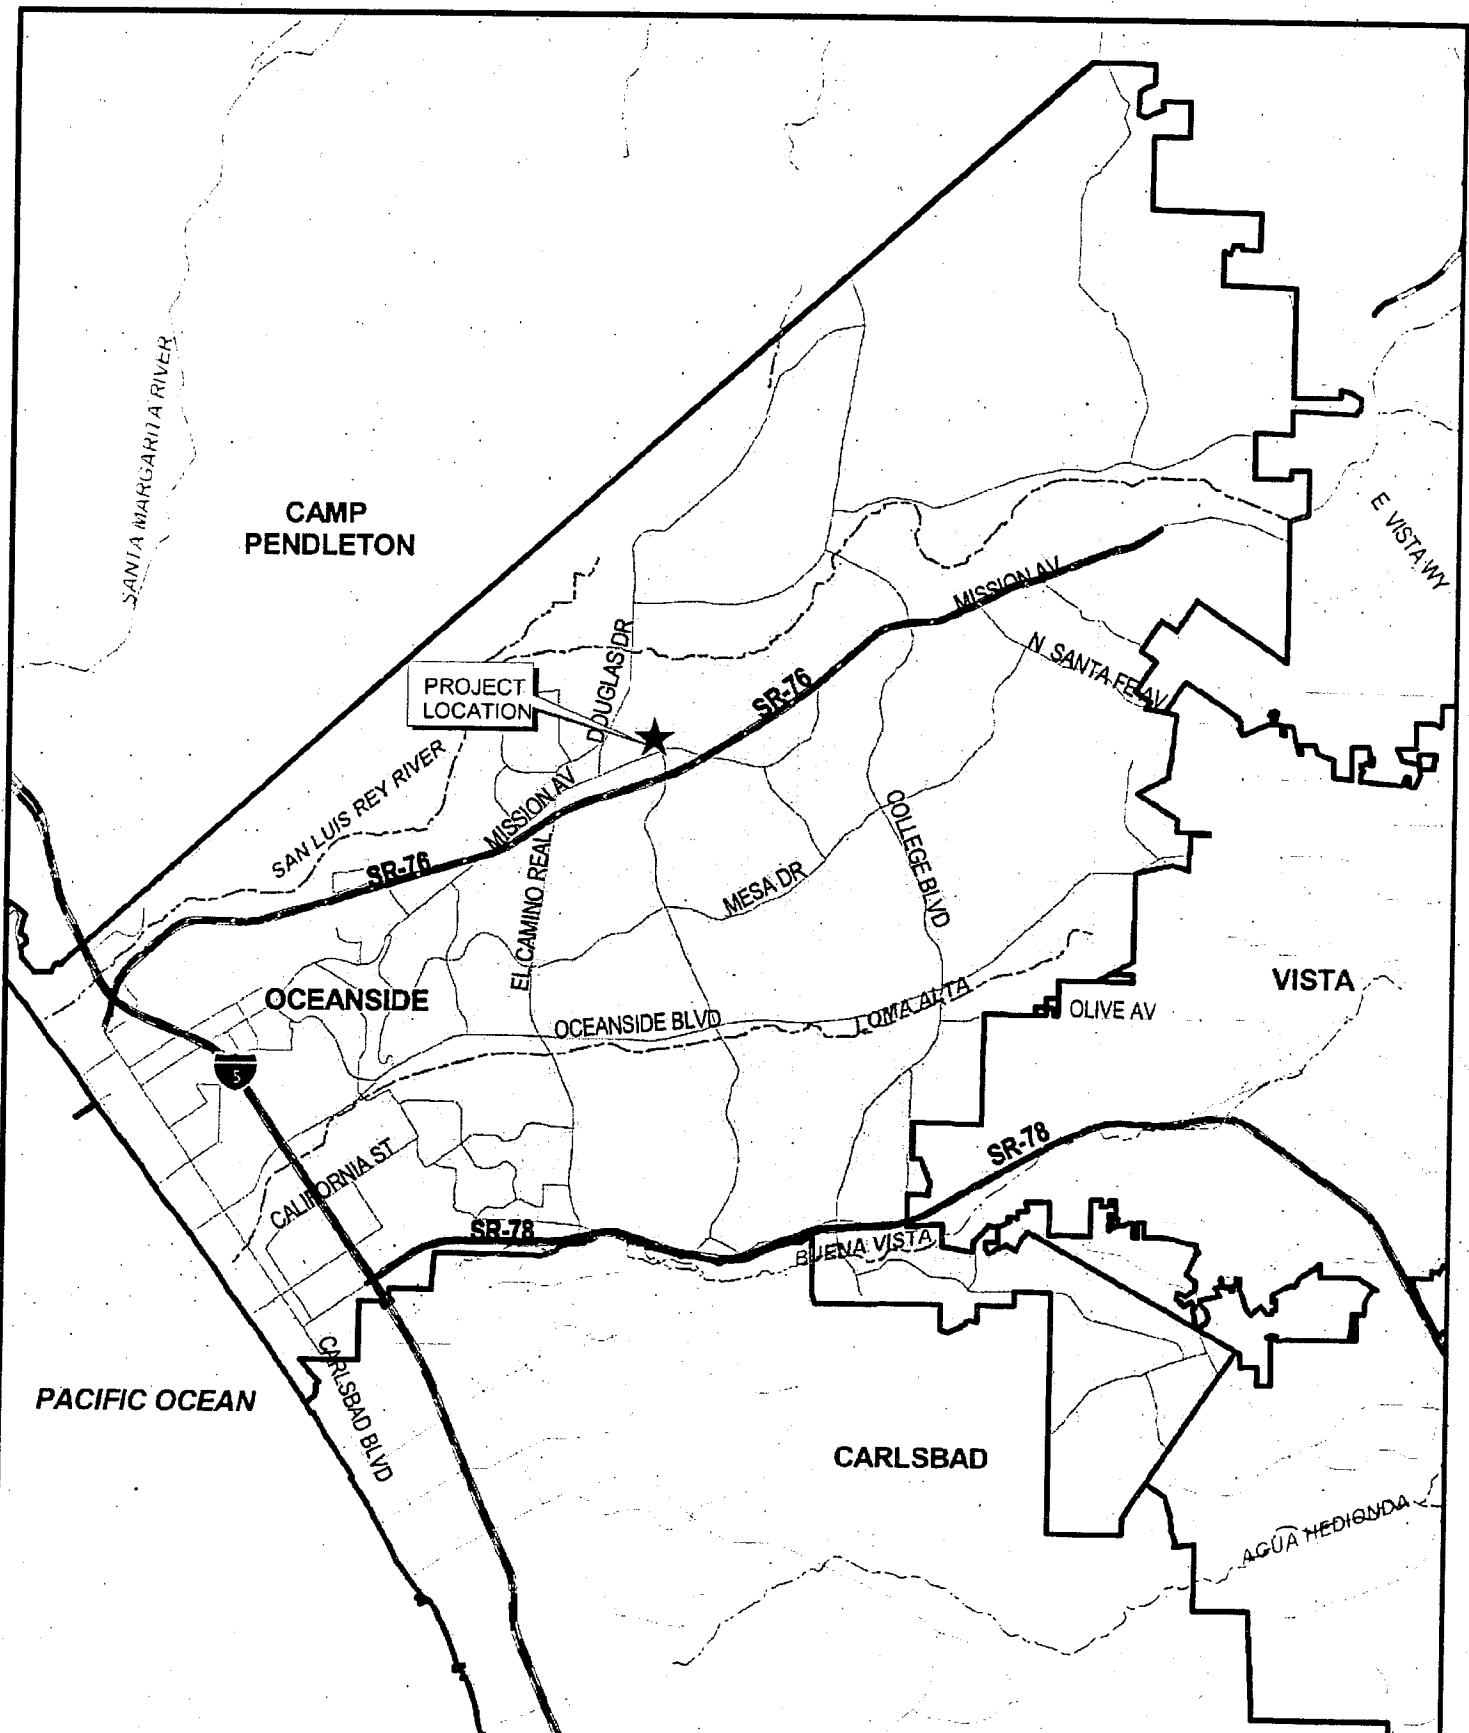 SANTA MARGARITA RIVER
CAMP
PENDLETON
E VISTA WY
MISSION AV
DOUGLAS DR
N SANTA FE AV
PROJECT
LOCATION
SR-76
SAN LUIS REY RIVER
MISSION AV
SR-76
EL CAMINO REAL
MESA DR
COLLEGE BLVD
OCEANSIDE
VISTA
OCEANSIDE BLVD
LOMA ALTA
OLIVE AV
5
SR-78
CALIFORNIA ST
SR-78
BUENA VISTA
CARLSBAD BLVD
PACIFIC OCEAN
CARLSBAD
AGUA HEDIONDA